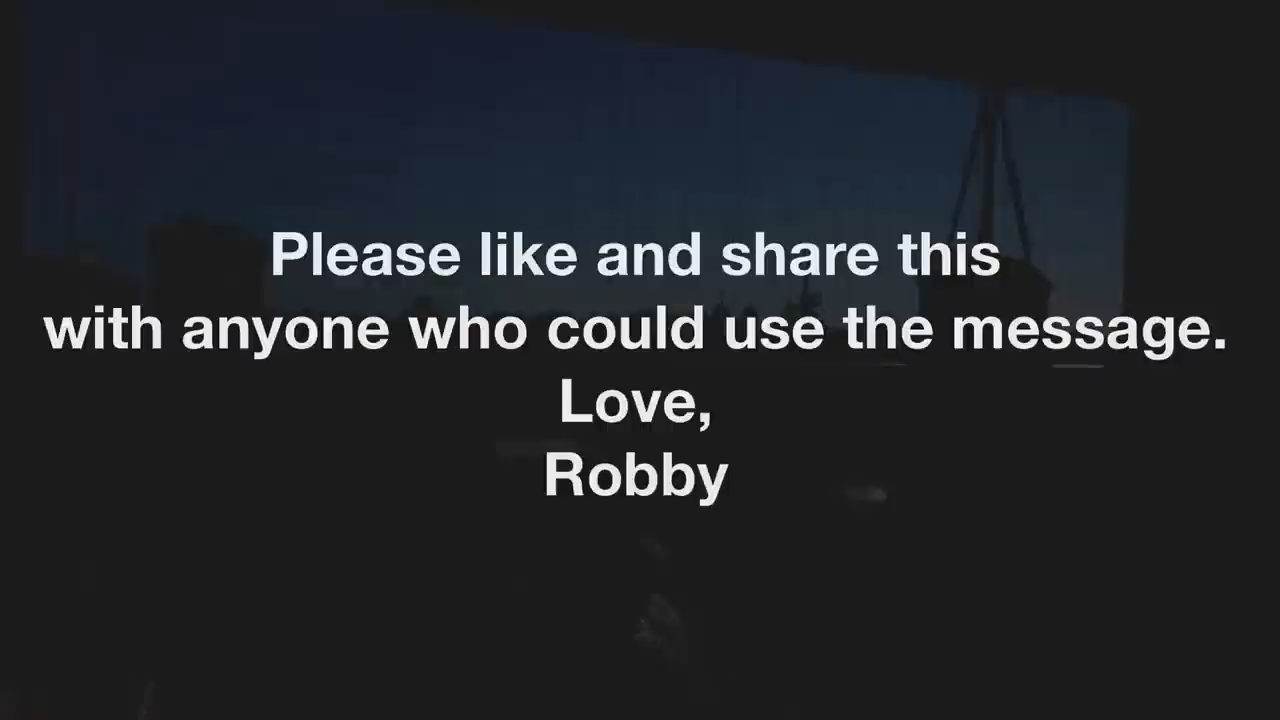 Please like and share this
with anyone who could use the message.
Love,
Robby